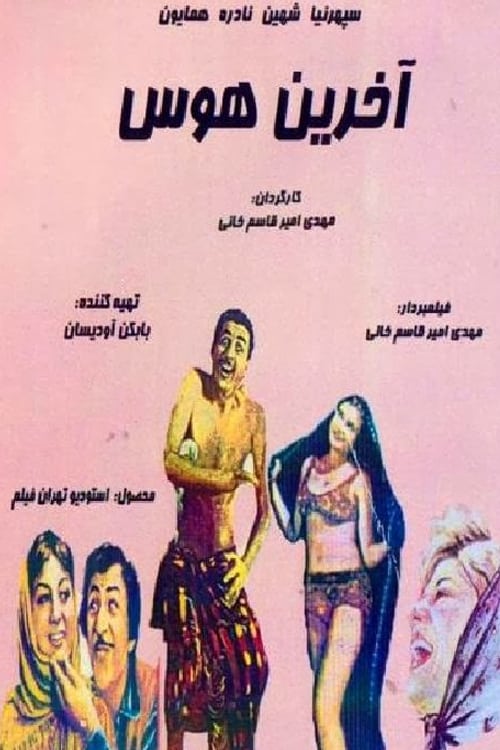 سپهرنیا شهین نادره همایون
آخرین هوس
کارگردان:
مهدی امیر قاسم خانی
تهیه کننده:
بابکن آودیسان
فیلمبردار:
مهدی امیر قاسم خانی
محصول: استودیو تهران فیلم